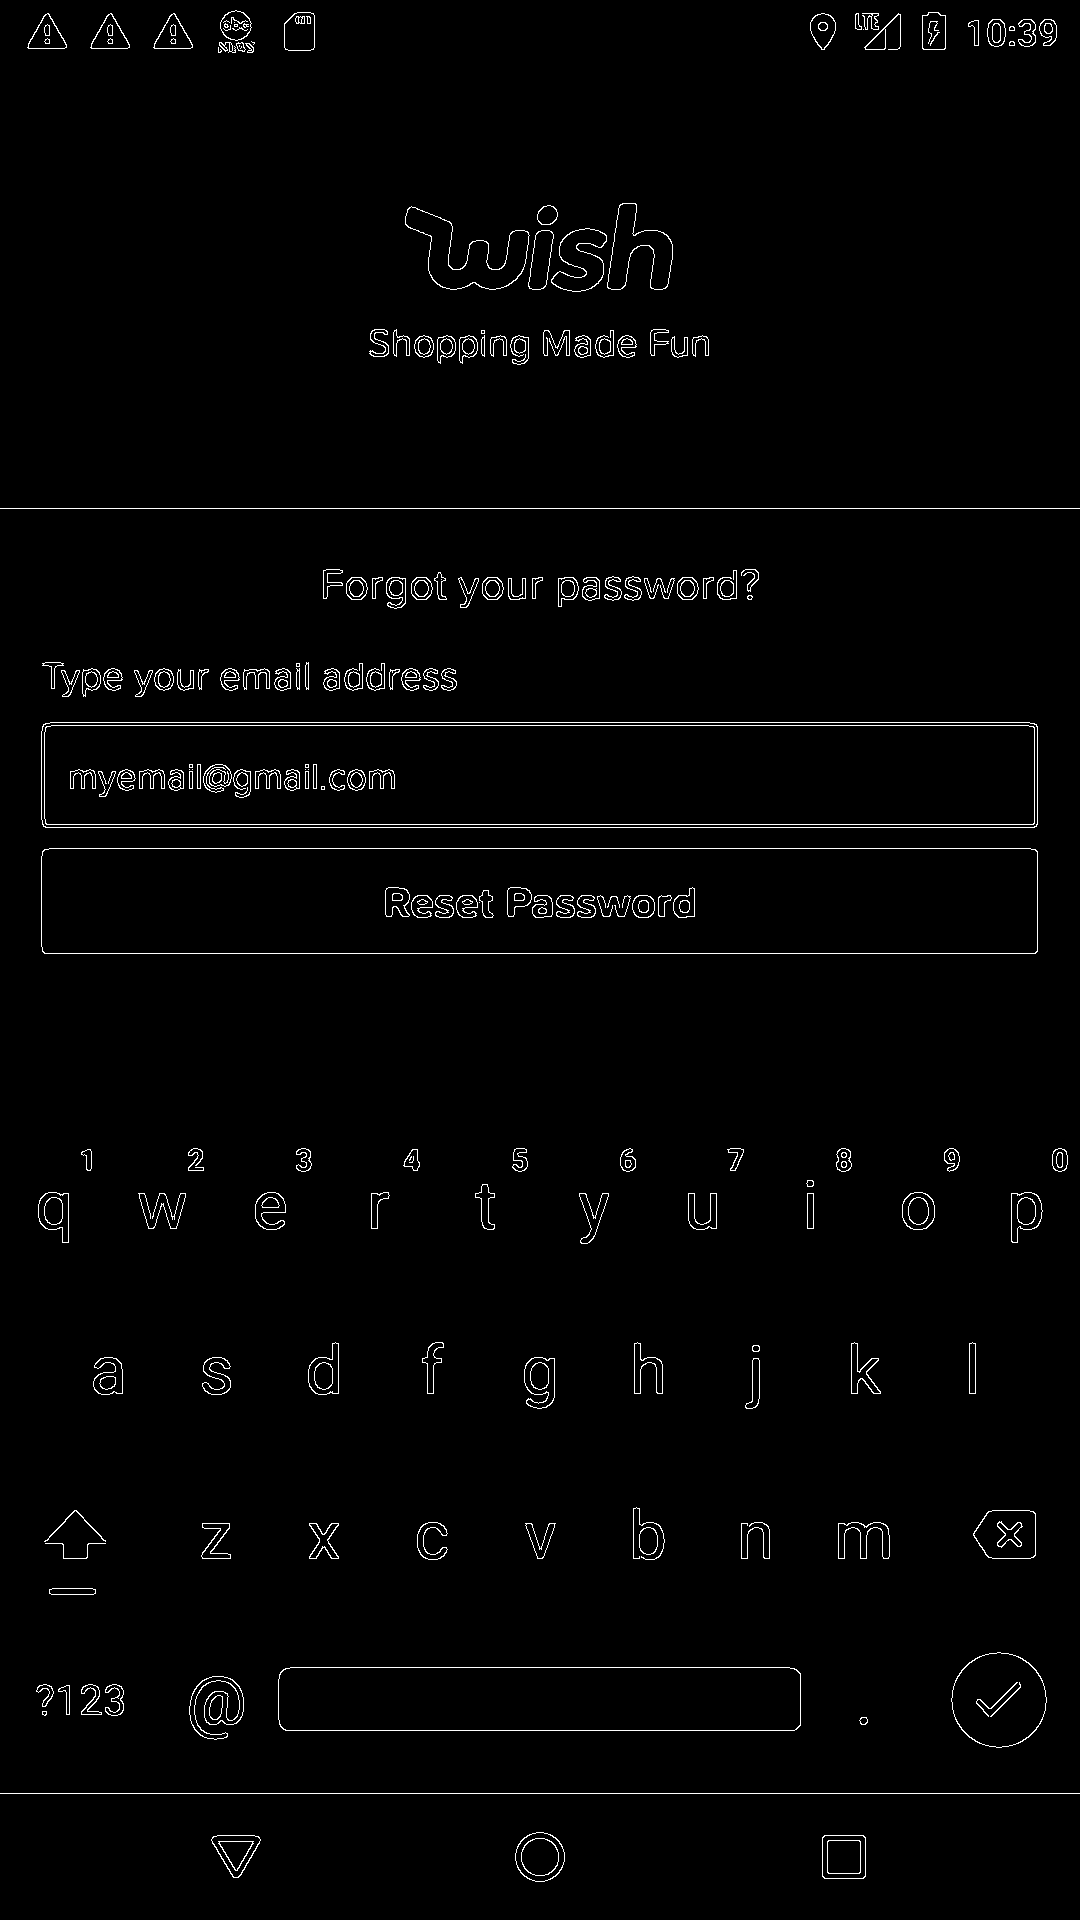 abc NEWS LTE 10:39
wish
Shopping Made Fun
Forgot your password?
Type your email address
myemail@gmail.com
Reset Password
1 2 3 4 5 6 7 8 9 0
q w e r t y u i o p
a s d f g h j k l
z x c v b n m
?123 @ .